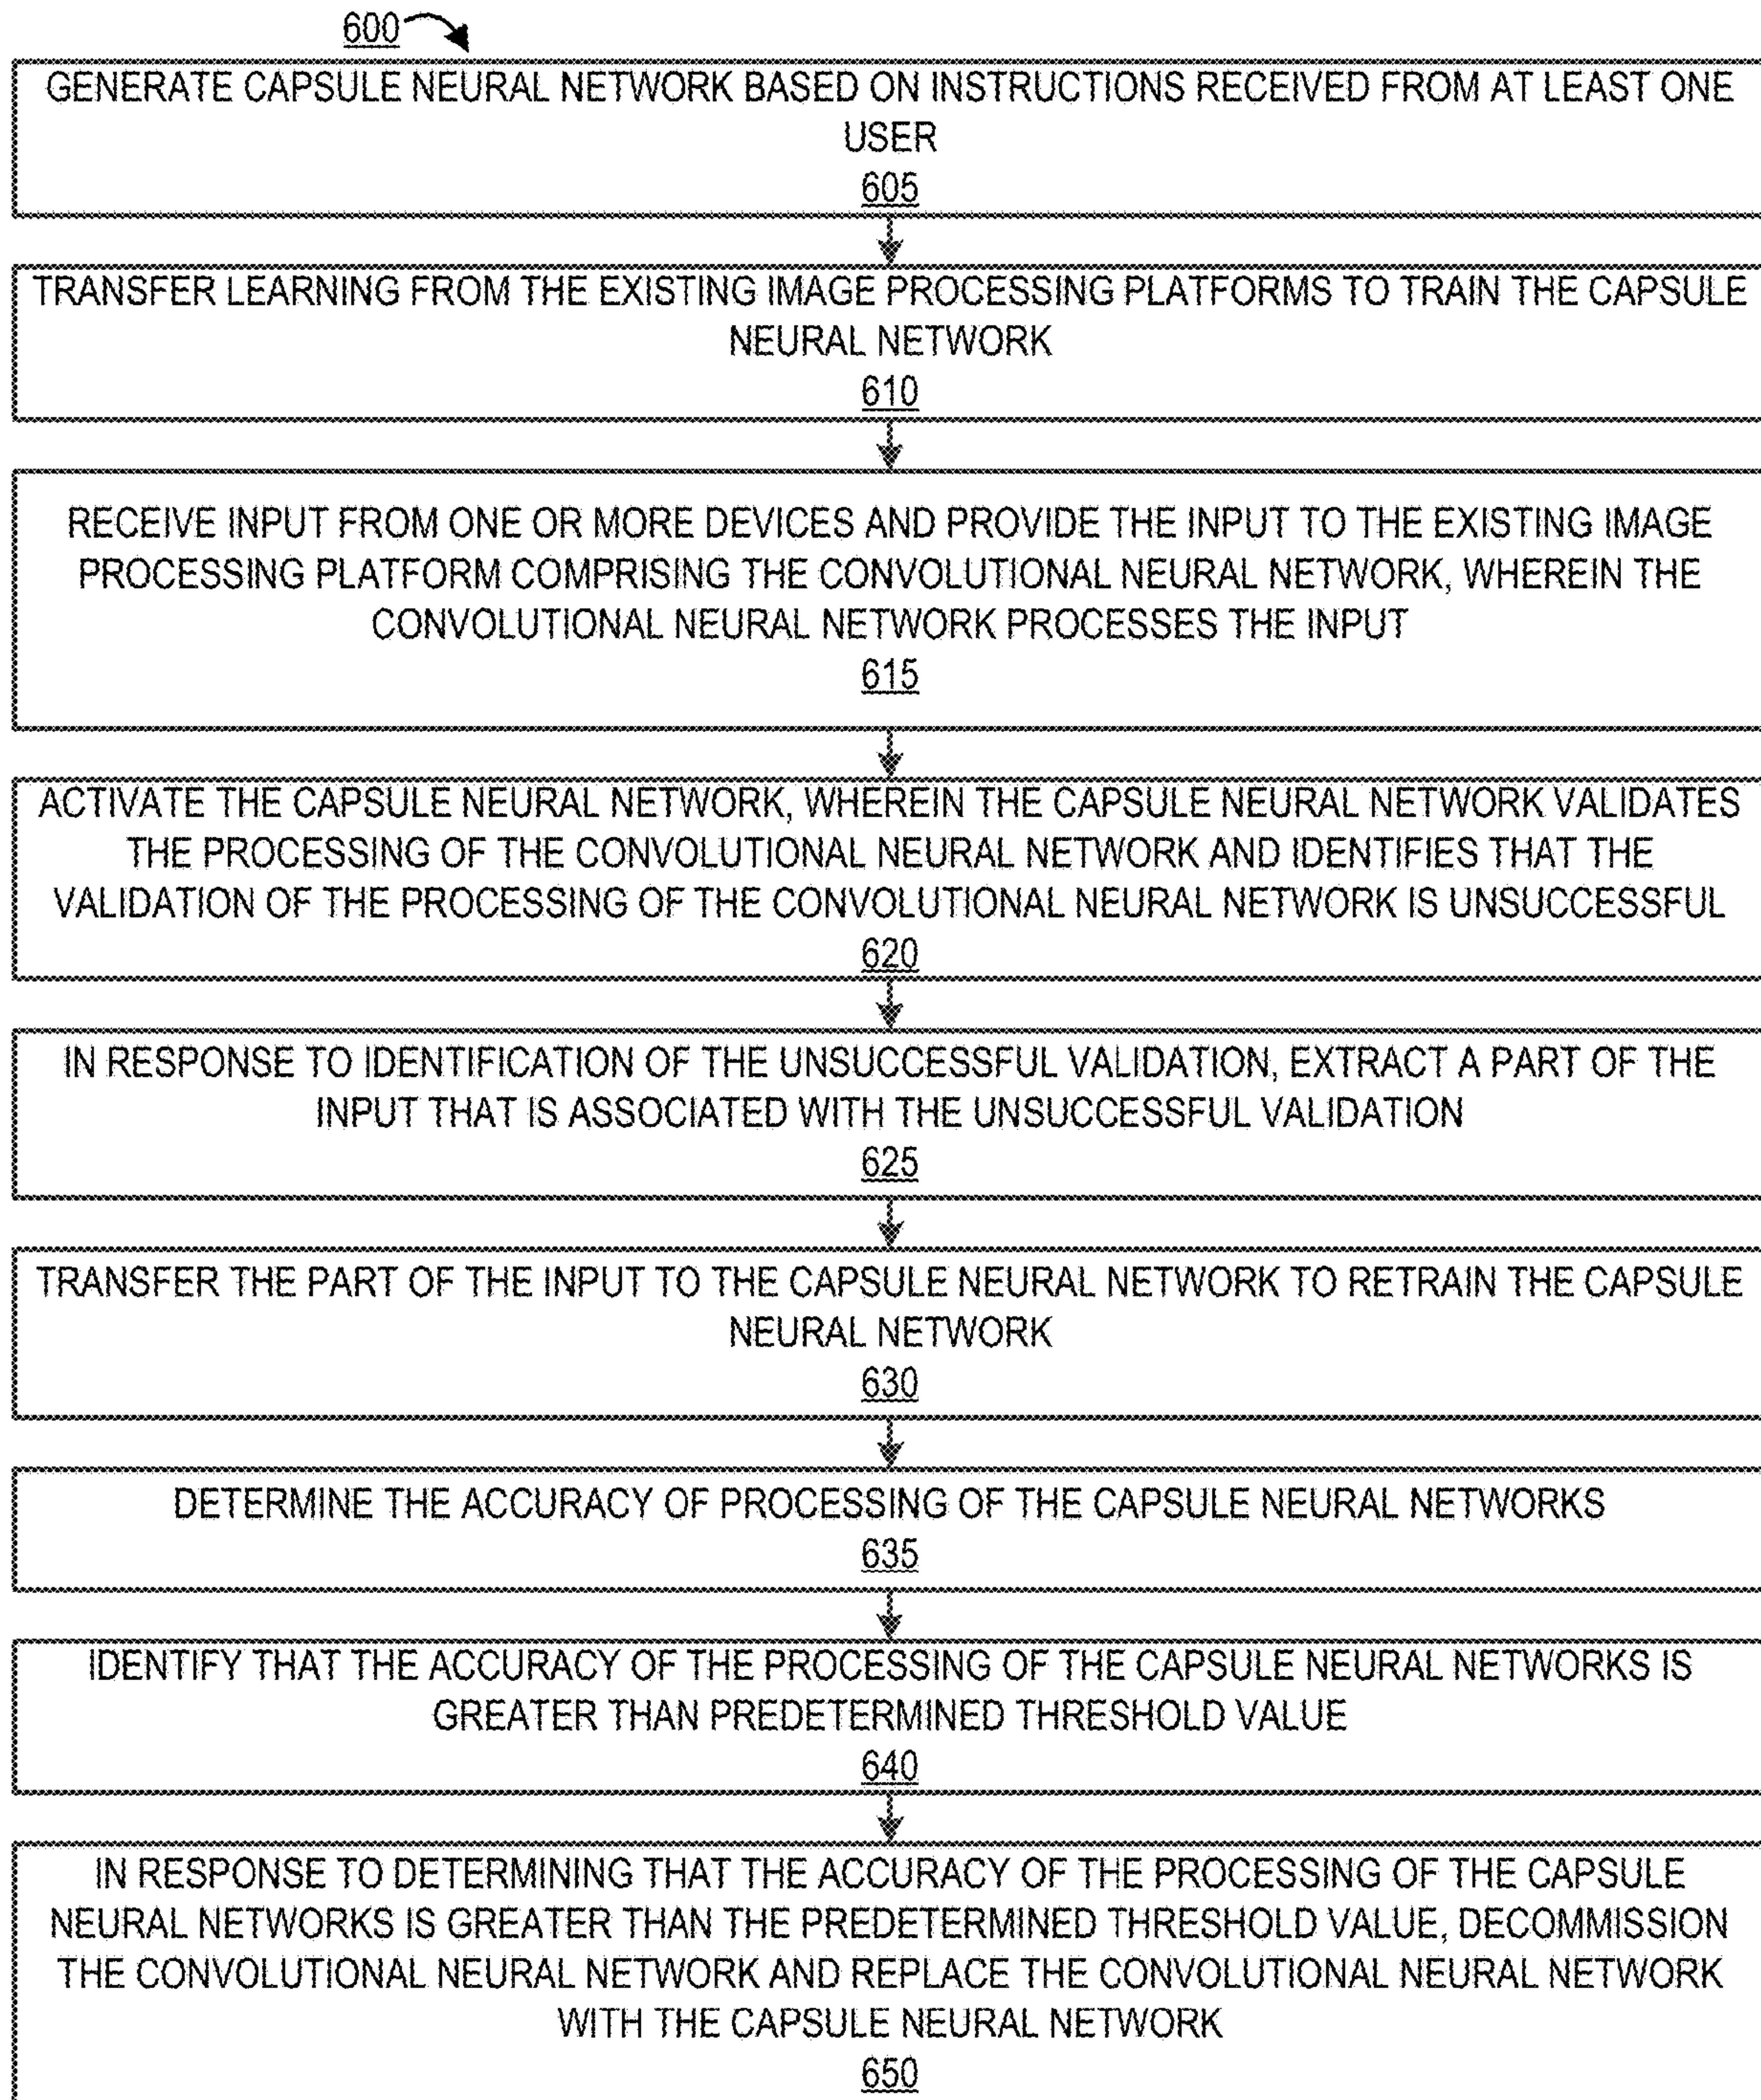 600
GENERATE CAPSULE NEURAL NETWORK BASED ON INSTRUCTIONS RECEIVED FROM AT LEAST ONE
USER
605
TRANSFER LEARNING FROM THE EXISTING IMAGE PROCESSING PLATFORMS TO TRAIN THE CAPSULE
NEURAL NETWORK
610
RECEIVE INPUT FROM ONE OR MORE DEVICES AND PROVIDE THE INPUT TO THE EXISTING IMAGE
PROCESSING PLATFORM COMPRISING THE CONVOLUTIONAL NEURAL NETWORK, WHEREIN THE
CONVOLUTIONAL NEURAL NETWORK PROCESSES THE INPUT
615
ACTIVATE THE CAPSULE NEURAL NETWORK, WHEREIN THE CAPSULE NEURAL NETWORK VALIDATES
THE PROCESSING OF THE CONVOLUTIONAL NEURAL NETWORK AND IDENTIFIES THAT THE
VALIDATION OF THE PROCESSING OF THE CONVOLUTIONAL NEURAL NETWORK IS UNSUCCESSFUL
620
IN RESPONSE TO IDENTIFICATION OF THE UNSUCCESSFUL VALIDATION, EXTRACT A PART OF THE
INPUT THAT IS ASSOCIATED WITH THE UNSUCCESSFUL VALIDATION
625
TRANSFER THE PART OF THE INPUT TO THE CAPSULE NEURAL NETWORK TO RETRAIN THE CAPSULE
NEURAL NETWORK
630
DETERMINE THE ACCURACY OF PROCESSING OF THE CAPSULE NEURAL NETWORKS
635
IDENTIFY THAT THE ACCURACY OF THE PROCESSING OF THE CAPSULE NEURAL NETWORKS IS
GREATER THAN PREDETERMINED THRESHOLD VALUE
640
IN RESPONSE TO DETERMINING THAT THE ACCURACY OF THE PROCESSING OF THE CAPSULE
NEURAL NETWORKS IS GREATER THAN THE PREDETERMINED THRESHOLD VALUE, DECOMMISSION
THE CONVOLUTIONAL NEURAL NETWORK AND REPLACE THE CONVOLUTIONAL NEURAL NETWORK
WITH THE CAPSULE NEURAL NETWORK
650